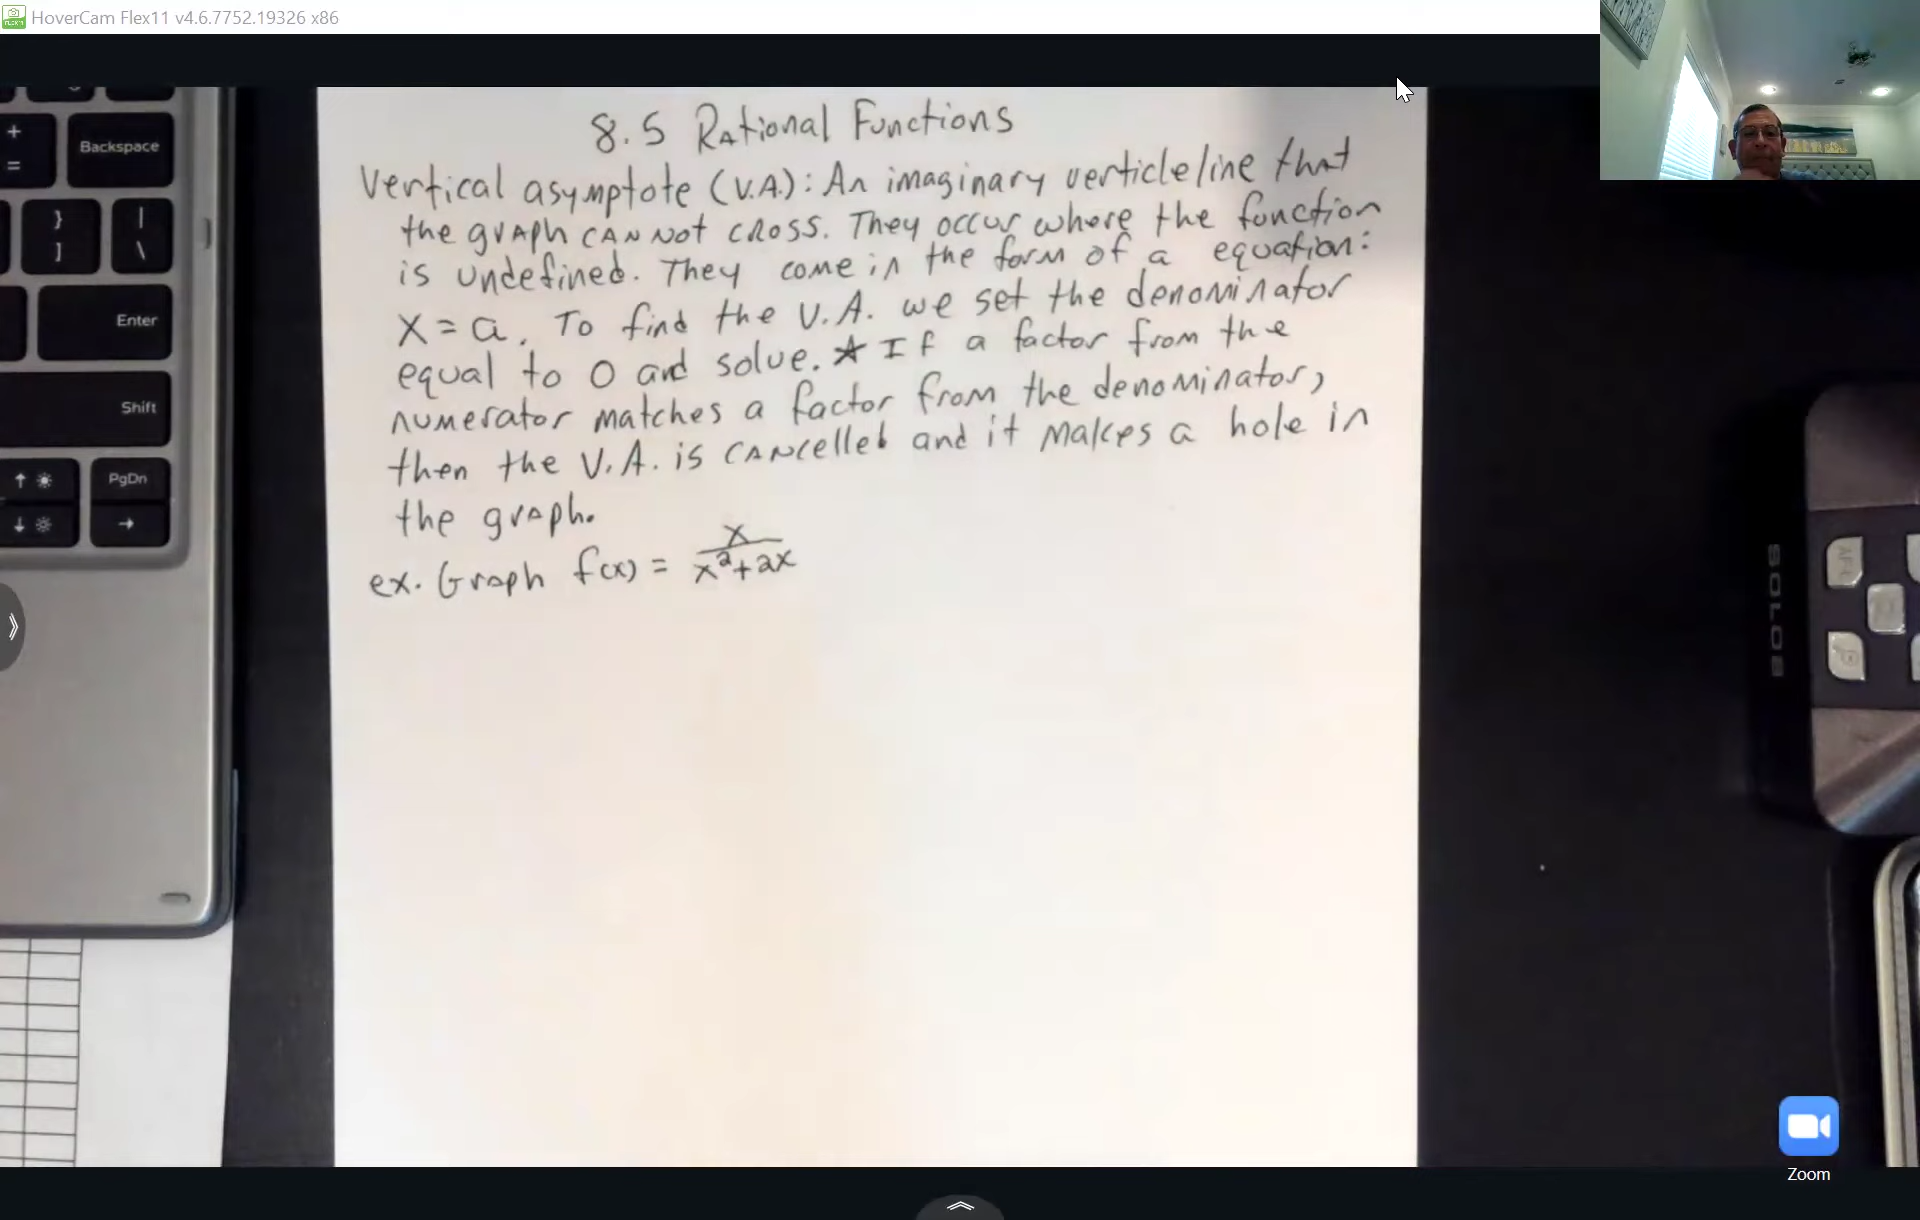 HoverCam Flex11 v4.6.7752.19326 x86
8.5 Rational Functions
Vertical asymptote (V.A.): An imaginary verticle line that
the graph cannot cross. They occur where the function
is undefined. They come in the form of a equation:
x = a. To find the V.A. we set the denominator
equal to 0 and solve. ★ If a factor from the
numerator matches a factor from the denominator,
then the V.A. is cancelled and it makes a hole in
the graph.
ex. Graph f(x) = x / (x² + 2x)
+
=
Backspace
}
]
|
\
Enter
Shift
↑
PgDn
↓
→
SOLOS
Zoom